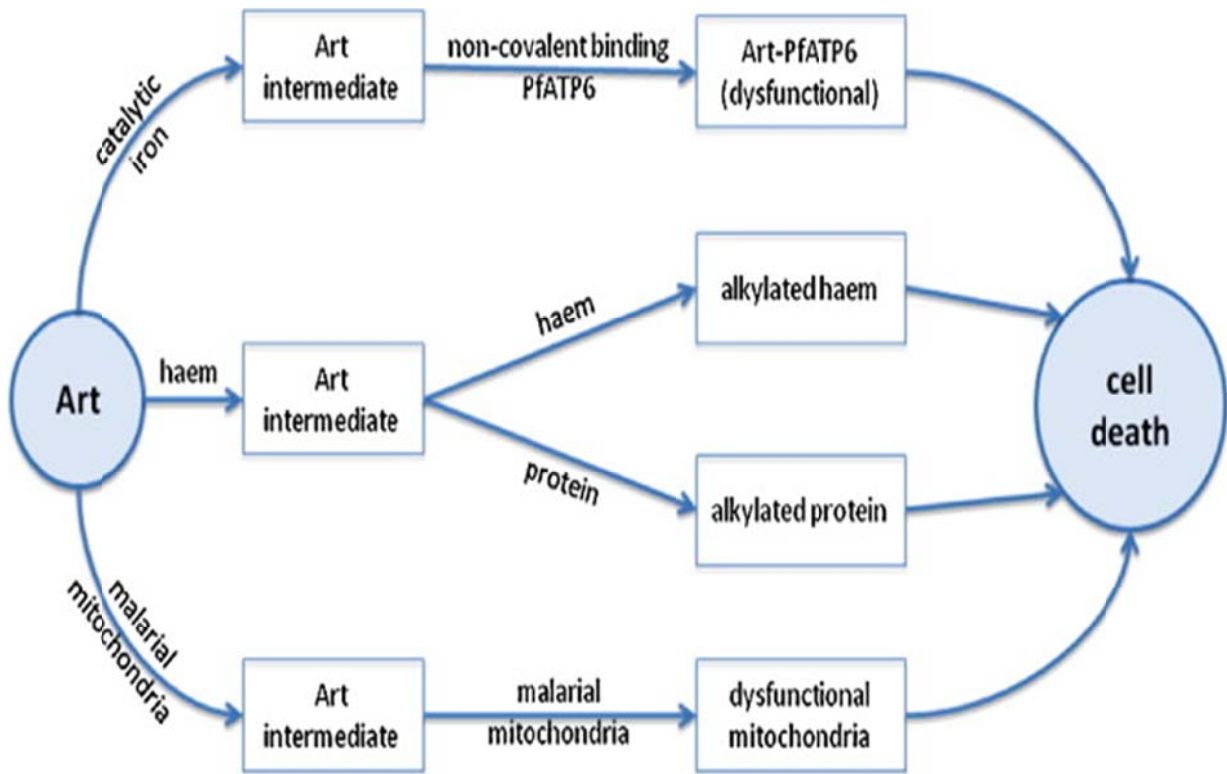 catalytic
iron
Art
intermediate
non-covalent binding
PfATP6
Art-PfATP6
(dysfunctional)
Art
haem
Art
intermediate
haem
alkylated haem
protein
alkylated protein
cell
death
malarial
mitochondria
Art
intermediate
malarial
mitochondria
dysfunctional
mitochondria